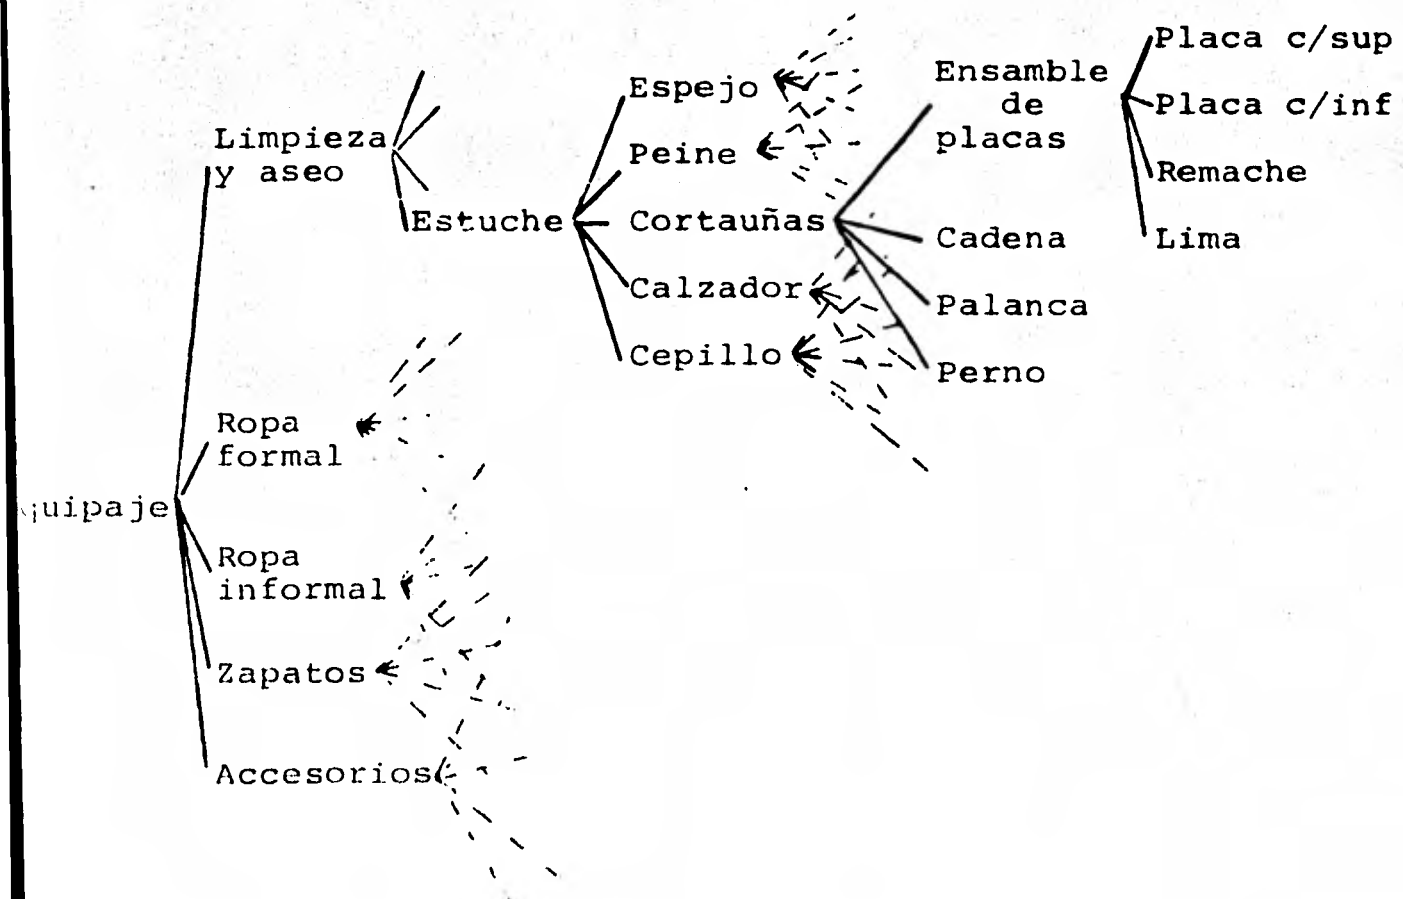 Placa c/sup
Espejo
Ensamble
de
placas
Placa c/inf
Limpieza
y aseo
Peine
Remache
Estuche
Cortauñas
Cadena
Lima
Calzador
Palanca
Cepillo
Perno
Ropa
formal
quipaje
Ropa
informal
Zapatos
Accesorios